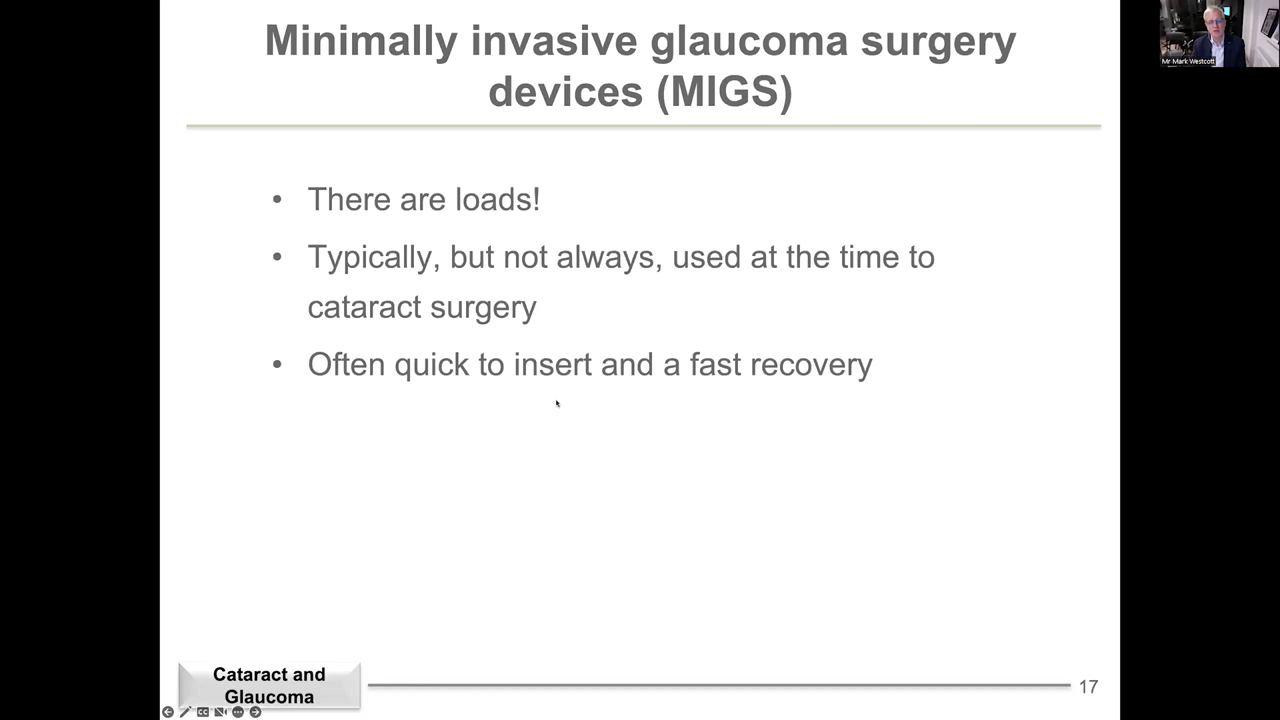 Minimally invasive glaucoma surgery
devices (MIGS)
Mr Mark Westcott
• There are loads!
• Typically, but not always, used at the time to
cataract surgery
• Often quick to insert and a fast recovery
Cataract and
Glaucoma
17